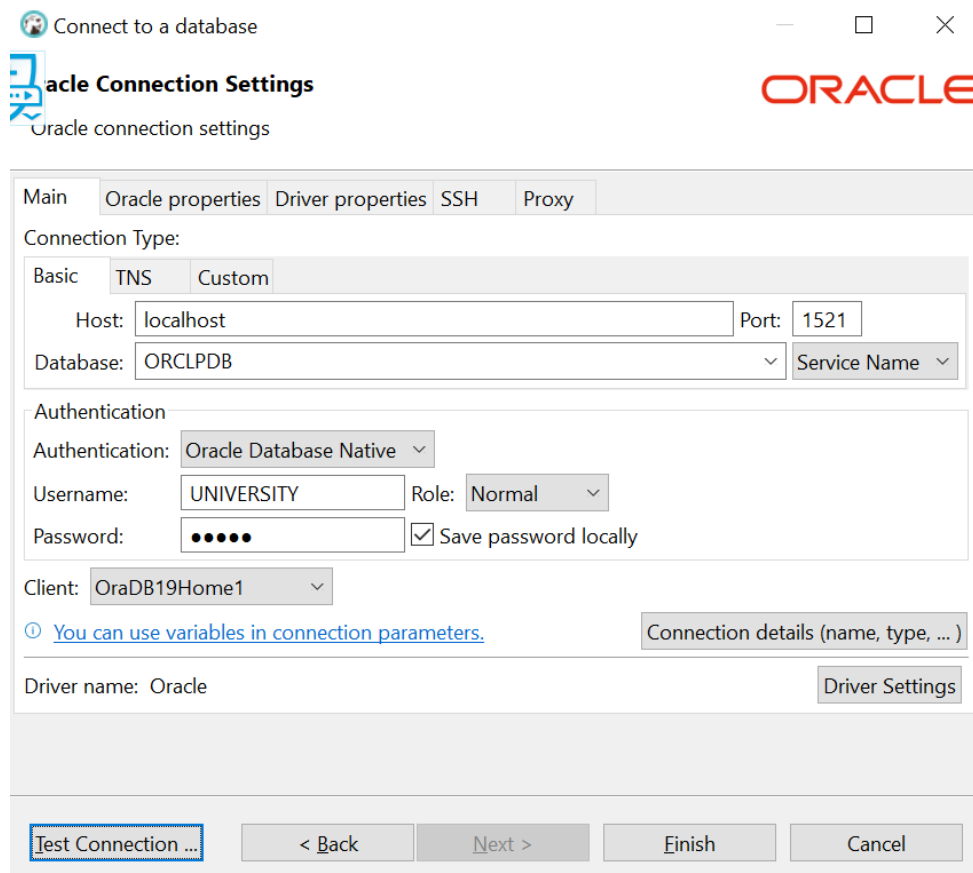 Connect to a database
acle Connection Settings
ORACLE
Oracle connection settings
Main Oracle properties Driver properties SSH Proxy
Connection Type:
Basic TNS Custom
Host: localhost Port: 1521
Database: ORCLPDB Service Name
Authentication
Authentication: Oracle Database Native
Username: UNIVERSITY Role: Normal
Password: ●●●●● Save password locally
Client: OraDB19Home1
You can use variables in connection parameters. Connection details (name, type, ... )
Driver name: Oracle Driver Settings
Test Connection ... < Back Next > Finish Cancel